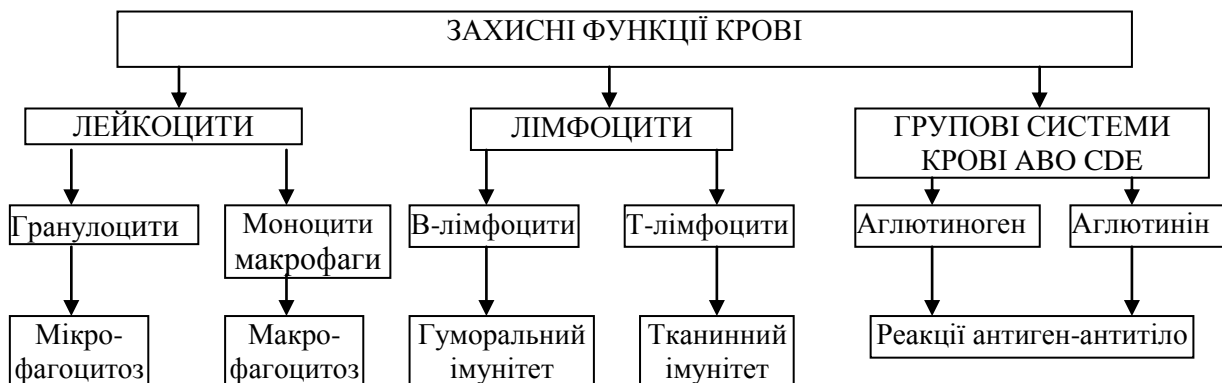 ЗАХИСНІ ФУНКЦІЇ КРОВІ
ЛЕЙКОЦИТИ
ЛІМФОЦИТИ
ГРУПОВІ СИСТЕМИ
КРОВІ АВО CDE
Гранулоцити
Моноцити
макрофаги
В-лімфоцити
Т-лімфоцити
Аглютиноген
Аглютинін
Мікро-
фагоцитоз
Макро-
фагоцитоз
Гуморальний
імунітет
Тканинний
імунітет
Реакції антиген-антитіло